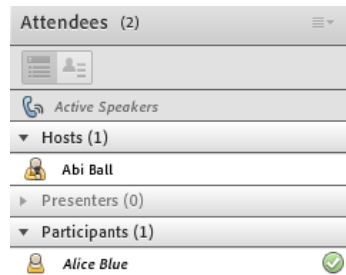 Attendees (2)
Active Speakers
Hosts (1)
Abi Ball
Presenters (0)
Participants (1)
Alice Blue